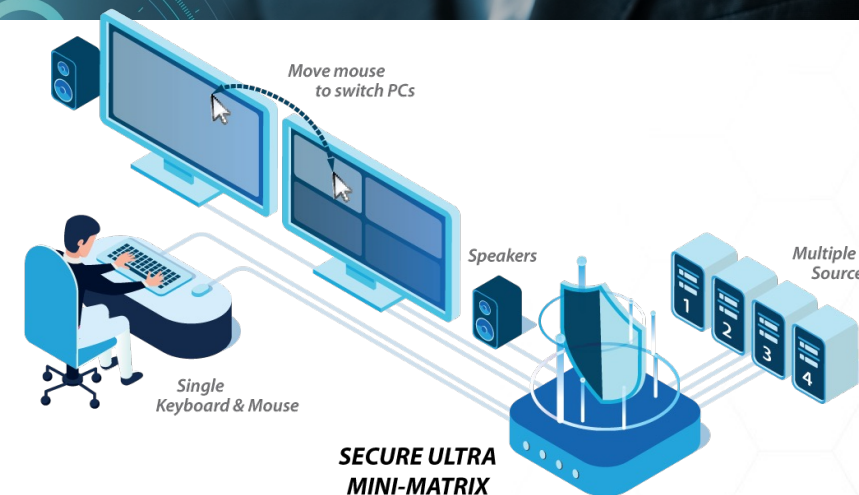 Move mouse
to switch PCs
Speakers
Multiple
Source
1
2
3
4
Single
Keyboard & Mouse
SECURE ULTRA
MINI-MATRIX